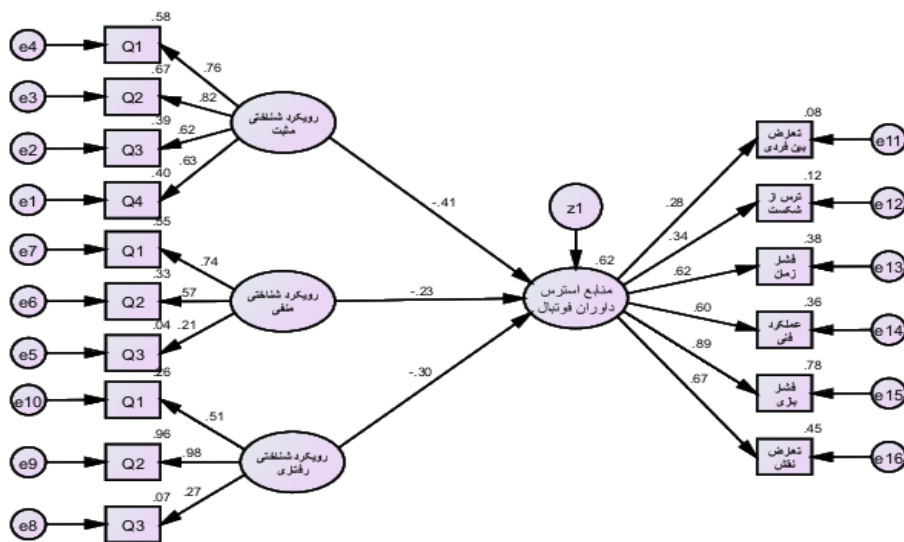 .58
e4
Q1
.76
.67
e3
Q2
.82
.39
e2
Q3
.62
.63
.40
e1
Q4
رویکرد شناختی
مثبت
.55
e7
Q1
.74
.33
e6
Q2
.57
.04
.21
e5
Q3
رویکرد شناختی
منفی
.26
e10
Q1
.51
.96
e9
Q2
.98
.07
.27
e8
Q3
رویکرد شناختی
رفتاری
-.41
-.23
-.30
z1
.62
منابع استرس
داوران فوتبال
.28
.34
.62
.60
.89
.67
.08
تعارض
بین فردی
e11
.12
ترس از
شکست
e12
.38
فشار
زمان
e13
.36
عملکرد
فنی
e14
.78
فشار
بازی
e15
.45
تعارض
نقش
e16